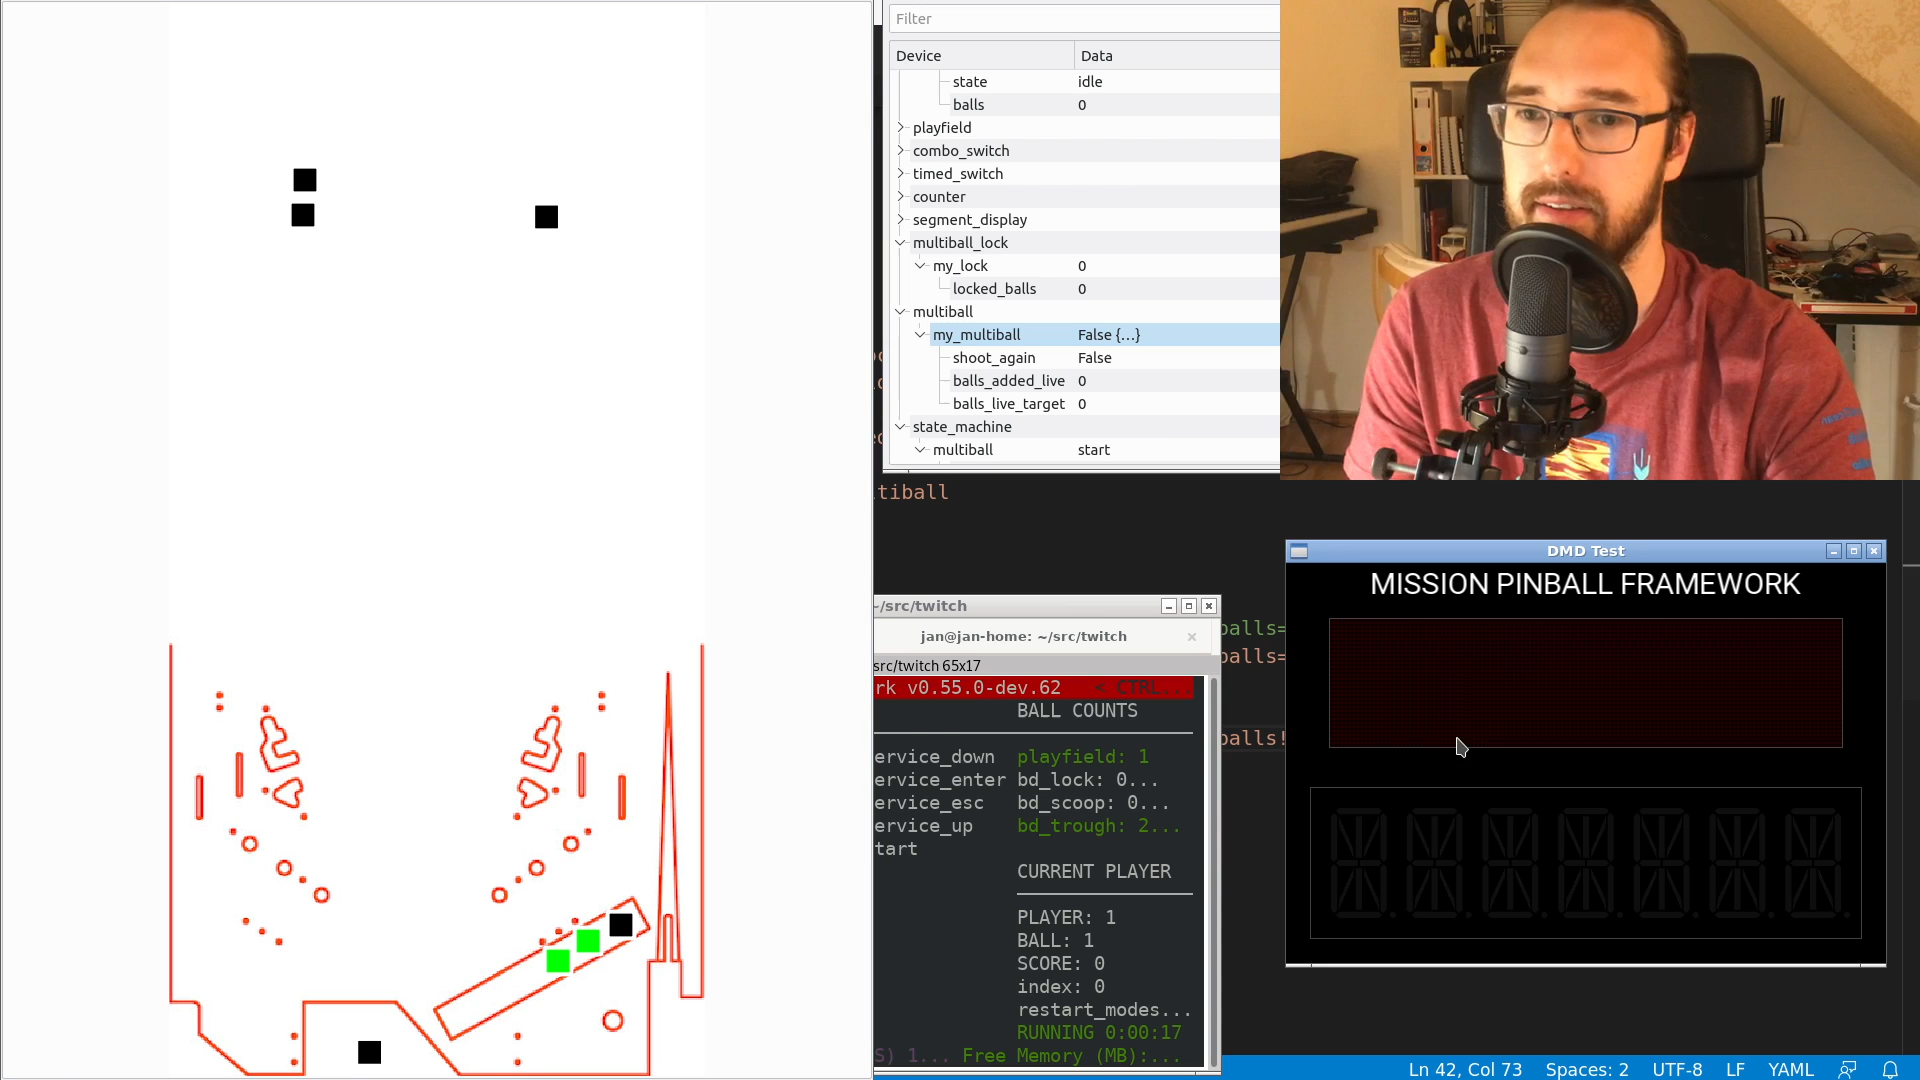 Filter
Device Data
state idle
balls 0
playfield
combo_switch
timed_switch
counter
segment_display
multiball_lock
my_lock 0
locked_balls 0
multiball
my_multiball False {...}
shoot_again False
balls_added_live 0
balls_live_target 0
state_machine
multiball start
tiball
DMD Test
MISSION PINBALL FRAMEWORK
~/src/twitch
jan@jan-home: ~/src/twitch
src/twitch 65x17
rk v0.55.0-dev.62 < CTRL...
BALL COUNTS
ervice_down playfield: 1
ervice_enter bd_lock: 0...
ervice_esc bd_scoop: 0...
ervice_up bd_trough: 2...
tart
CURRENT PLAYER
PLAYER: 1
BALL: 1
SCORE: 0
index: 0
restart_modes...
RUNNING 0:00:17
S) 1... Free Memory (MB):...
balls=
balls=
balls!
Ln 42, Col 73 Spaces: 2 UTF-8 LF YAML